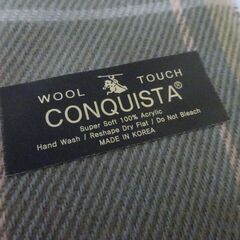 WOOL TOUCH
CONQUISTA®
Super Soft 100% Acrylic
Hand Wash / Reshape Dry Flat / Do Not Bleach
MADE IN KOREA